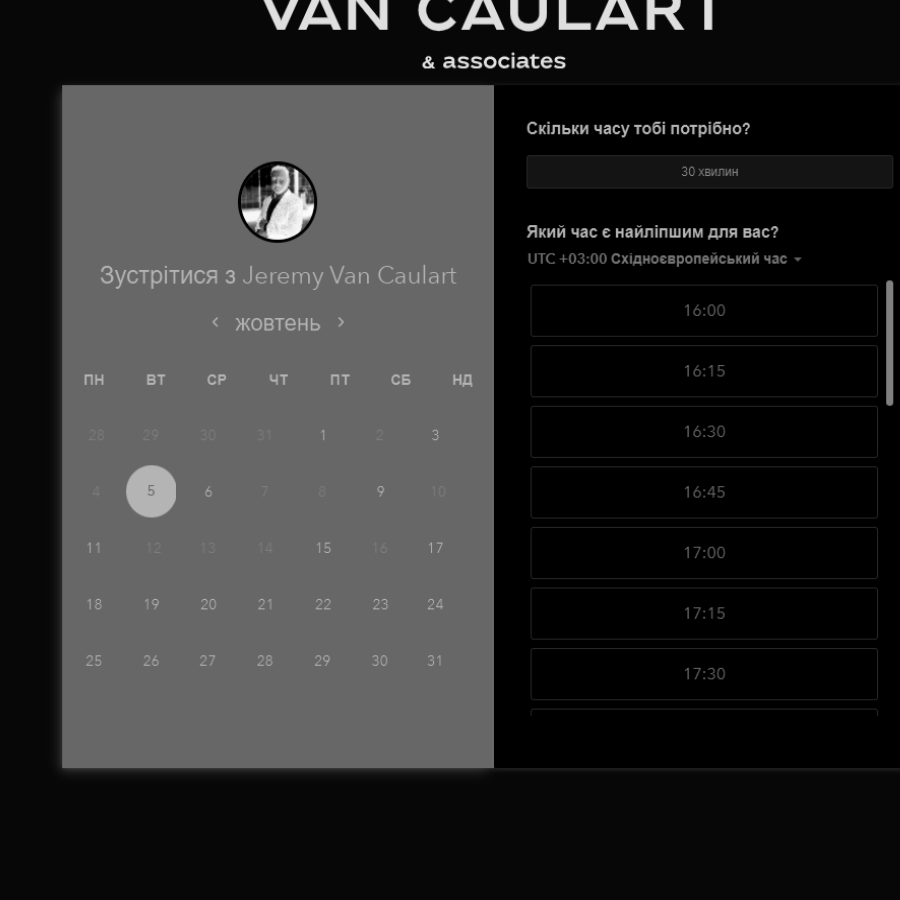 VAN CAULART
& associates
Зустрітися з Jeremy Van Caulart
жовтень
ПН ВТ СР ЧТ ПТ СБ НД
28 29 30 31 1 2 3
4 5 6 7 8 9 10
11 12 13 14 15 16 17
18 19 20 21 22 23 24
25 26 27 28 29 30 31
Скільки часу тобі потрібно?
30 хвилин
Який час є найліпшим для вас?
UTC +03:00 Східноєвропейський час
16:00
16:15
16:30
16:45
17:00
17:15
17:30